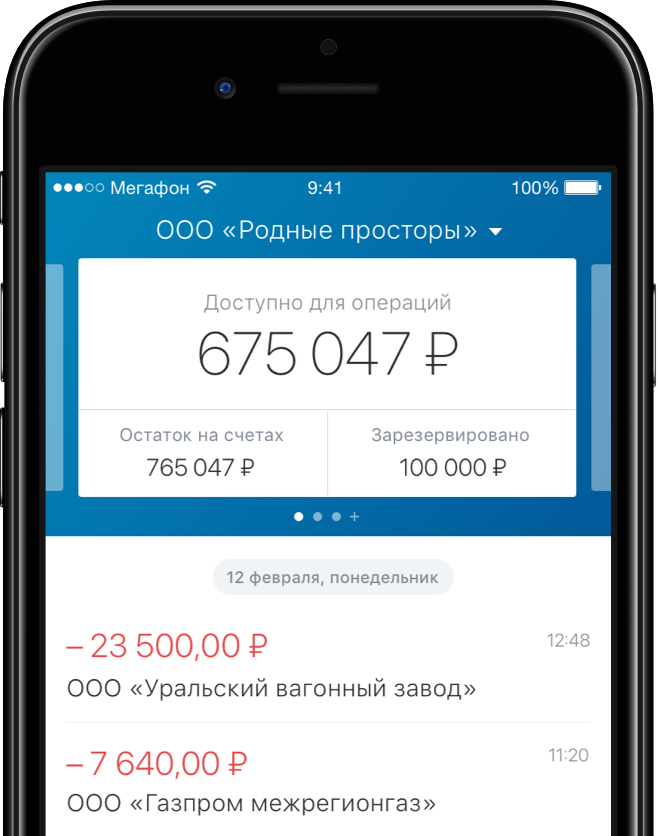 Мегафон 9:41 100%
ООО «Родные просторы»
Доступно для операций
675 047 ₽
Остаток на счетах Зарезервировано
765 047 ₽ 100 000 ₽
+
12 февраля, понедельник
– 23 500,00 ₽ 12:48
ООО «Уральский вагонный завод»
– 7 640,00 ₽ 11:20
ООО «Газпром межрегионгаз»